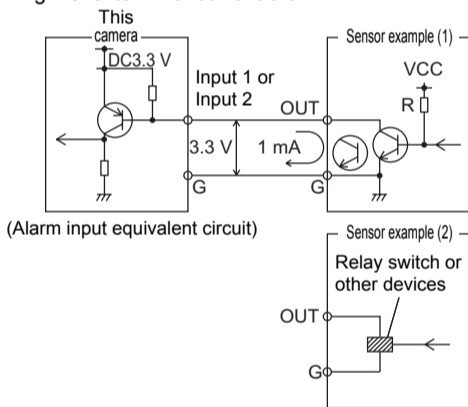 This
camera
DC3.3 V
Input 1 or
Input 2
3.3 V
1 mA
G
(Alarm input equivalent circuit)
Sensor example (1)
VCC
OUT
R
G
Sensor example (2)
Relay switch or
other devices
OUT
G